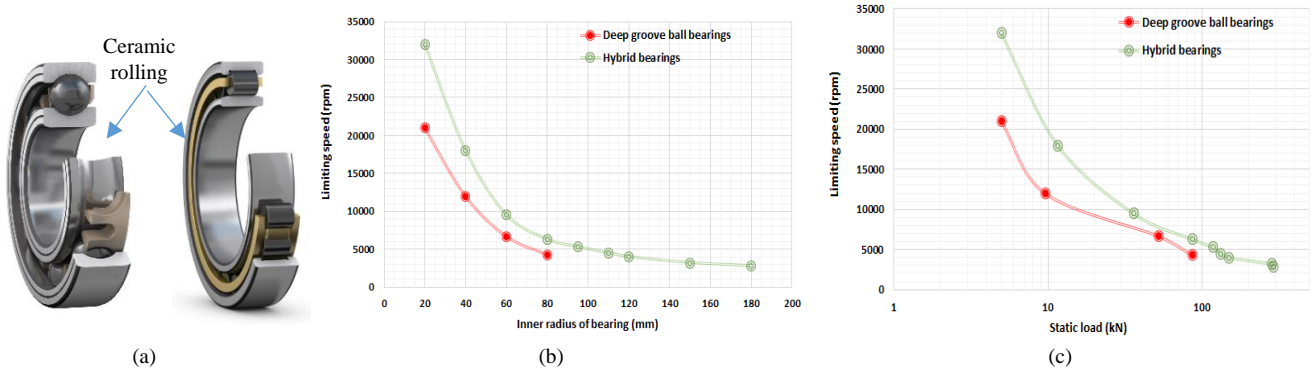 Ceramic
rolling
(a)
Limiting speed (rpm)
35000
30000
25000
20000
15000
10000
5000
0
Deep groove ball bearings
Hybrid bearings
0 20 40 60 80 100 120 140 160 180 200
Inner radius of bearing (mm)
(b)
Limiting speed (rpm)
35000
30000
25000
20000
15000
10000
5000
0
Deep groove ball bearings
Hybrid bearings
1 10 100
Static load (kN)
(c)